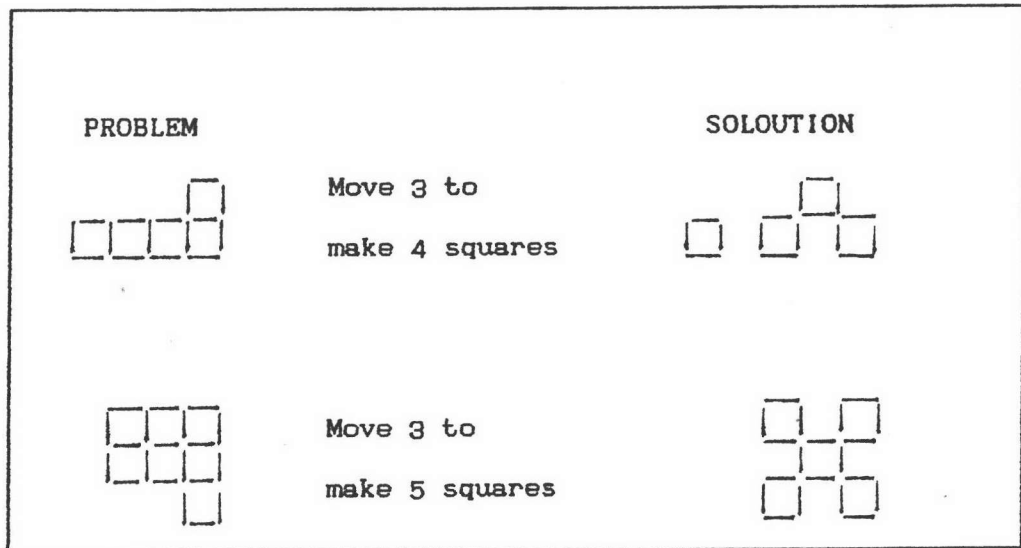 PROBLEM
SOLOUTION
Move 3 to
make 4 squares
Move 3 to
make 5 squares